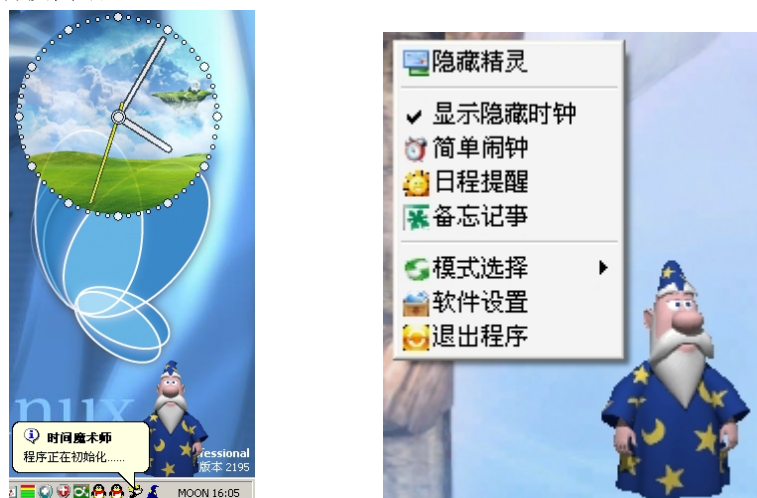 时间魔术师
程序正在初始化......
fessional
版本 2195
MOON 16:05
隐藏精灵
显示隐藏时钟
简单闹钟
日程提醒
备忘记事
模式选择
软件设置
退出程序